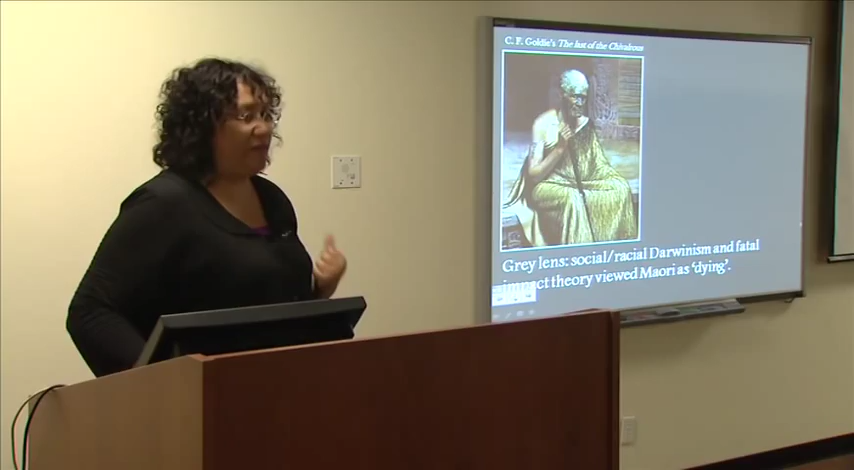 C. F. Goldie's The last of the Chivalrous
Grey lens: social/racial Darwinism and fatal
impact theory viewed Maori as 'dying'.